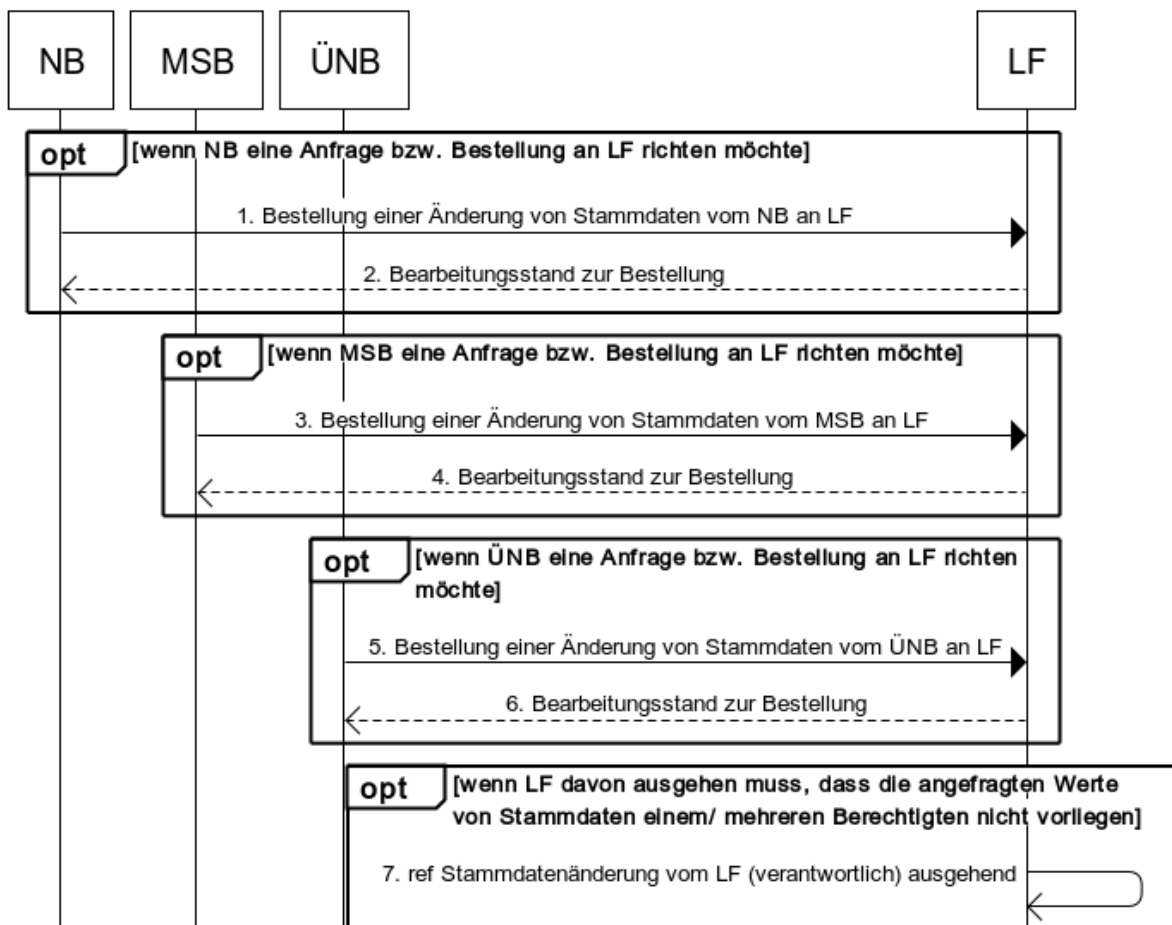 NB MSB ÜNB LF
opt [wenn NB eine Anfrage bzw. Bestellung an LF richten möchte]
1. Bestellung einer Änderung von Stammdaten vom NB an LF
2. Bearbeitungsstand zur Bestellung
opt [wenn MSB eine Anfrage bzw. Bestellung an LF richten möchte]
3. Bestellung einer Änderung von Stammdaten vom MSB an LF
4. Bearbeitungsstand zur Bestellung
opt [wenn ÜNB eine Anfrage bzw. Bestellung an LF richten
möchte]
5. Bestellung einer Änderung von Stammdaten vom ÜNB an LF
6. Bearbeitungsstand zur Bestellung
opt [wenn LF davon ausgehen muss, dass die angefragten Werte
von Stammdaten einem/ mehreren Berechtigten nicht vorliegen]
7. ref Stammdatenänderung vom LF (verantwortlich) ausgehend